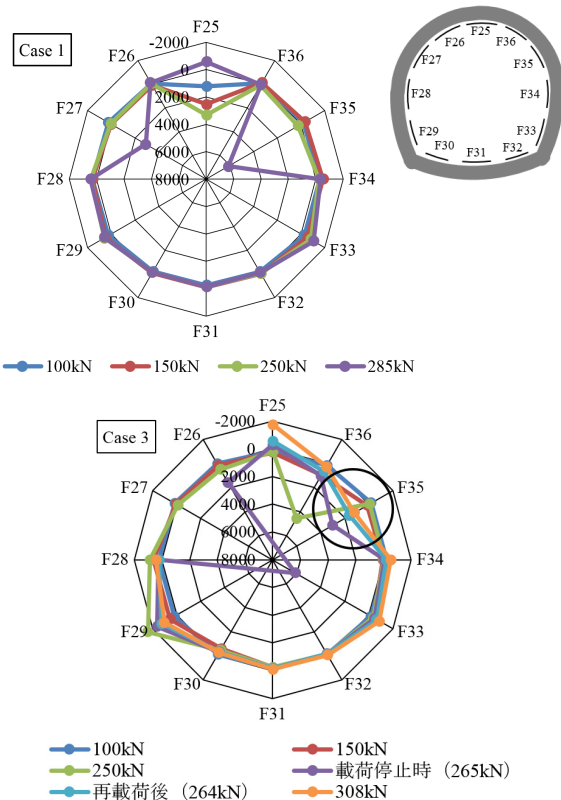 Case 1
F25
F36
F35
F34
F33
F32
F31
F30
F29
F28
F27
F26
-2000
0
2000
4000
6000
8000
100kN
150kN
250kN
285kN
F25
F36
F35
F34
F33
F32
F31
F30
F29
F28
F27
F26
Case 3
F25
F36
F35
F34
F33
F32
F31
F30
F29
F28
F27
F26
-2000
0
2000
4000
6000
8000
100kN
150kN
250kN
載荷停止時（265kN）
再載荷後（264kN）
308kN